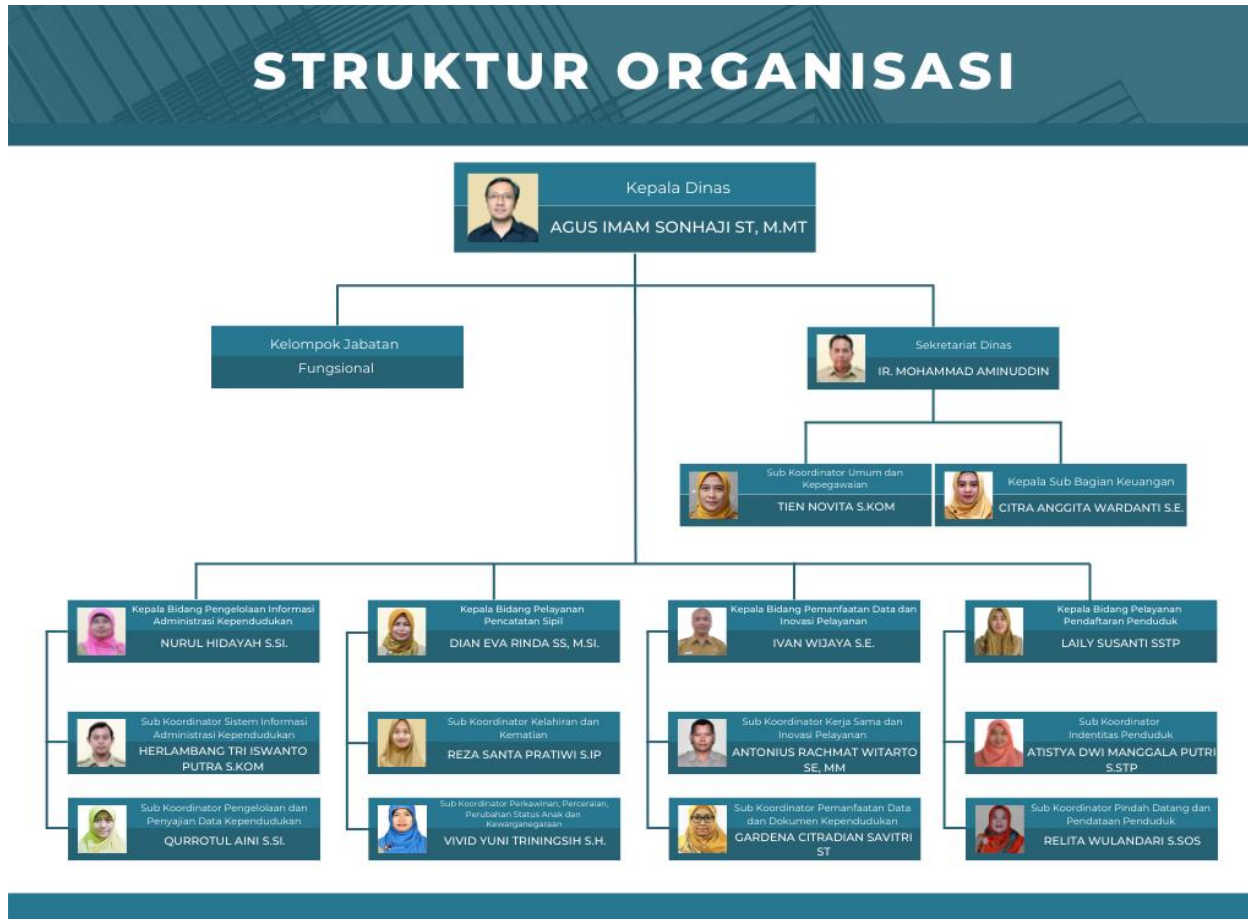 STRUKTUR ORGANISASI
Kepala Dinas
AGUS IMAM SONHAJI ST, M.MT
Kelompok Jabatan
Fungsional
Sekretariat Dinas
IR. MOHAMMAD AMINUDDIN
Sub Koordinator Umum dan
Kepegawaian
TIEN NOVITA S.KOM
Kepala Sub Bagian Keuangan
CITRA ANGGITA WARDANTI S.E.
Kepala Bidang Pengelolaan Informasi
Administrasi Kependudukan
NURUL HIDAYAH S.SI.
Kepala Bidang Pelayanan
Pencatatan Sipil
DIAN EVA RINDA SS, M.SI.
Kepala Bidang Pemanfaatan Data dan
Inovasi Pelayanan
IVAN WIJAYA S.E.
Kepala Bidang Pelayanan
Pendaftaran Penduduk
LAILY SUSANTI SSTP
Sub Koordinator Sistem Informasi
Administrasi Kependudukan
HERLAMBANG TRI ISWANTO
PUTRA S.KOM
Sub Koordinator Kelahiran dan
Kematian
REZA SANTA PRATIWI S.IP
Sub Koordinator Kerja Sama dan
Inovasi Pelayanan
ANTONIUS RACHMAT WITARTO
SE, MM
Sub Koordinator
Indentitas Penduduk
ATISTYA DWI MANGGALA PUTRI
S.STP
Sub Koordinator Pengelolaan dan
Penyajian Data Kependudukan
QURROTUL AINI S.SI.
Sub Koordinator Perkawinan, Perceraian,
Perubahan Status Anak dan
Kewarganegaraan
VIVID YUNI TRININGSIH S.H.
Sub Koordinator Pemanfaatan Data
dan Dokumen Kependudukan
GARDENA CITRADIAN SAVITRI
ST
Sub Koordinator Pindah Datang dan
Pendataan Penduduk
RELITA WULANDARI S.SOS